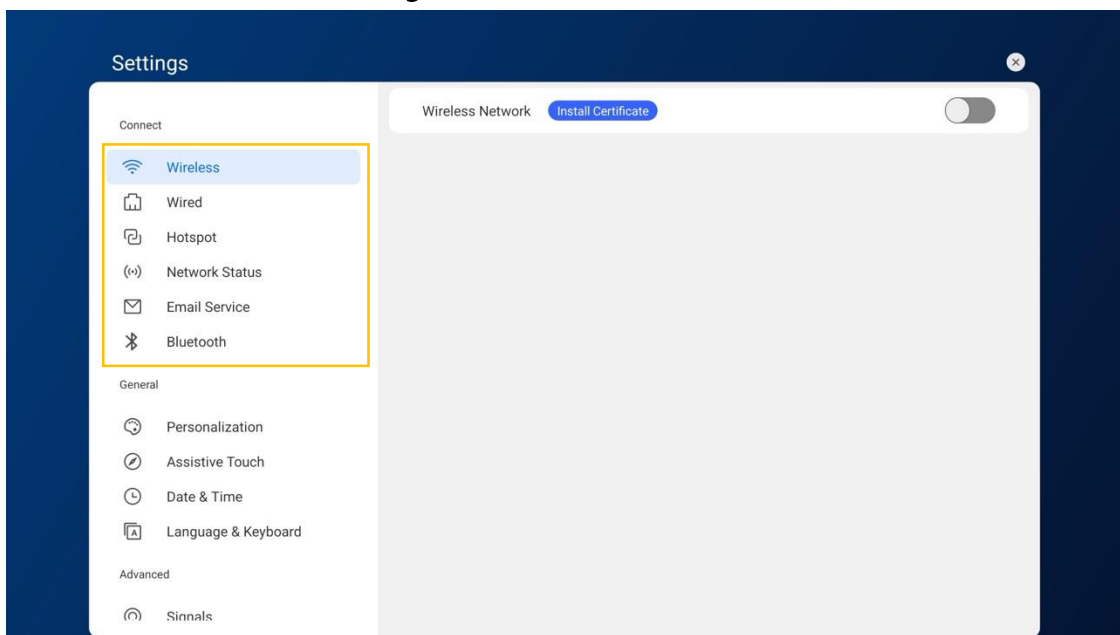 Settings
Connect
Wireless
Wired
Hotspot
Network Status
Email Service
Bluetooth
General
Personalization
Assistive Touch
Date & Time
Language & Keyboard
Advanced
Signals
Wireless Network Install Certificate